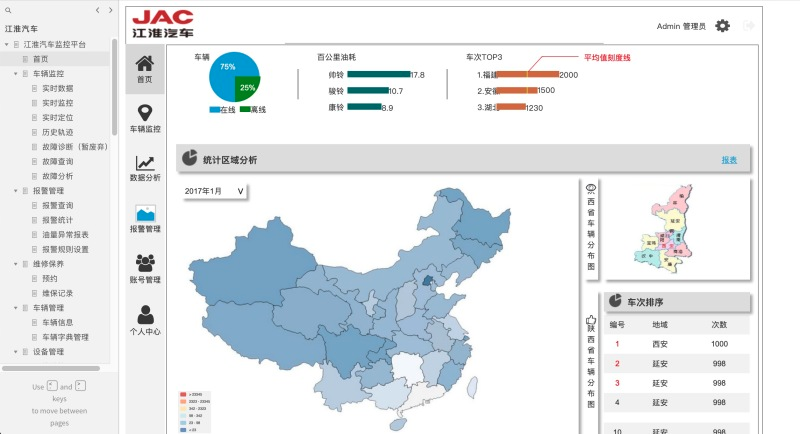 江淮汽车
江淮汽车监控平台
首页
车辆监控
实时数据
实时监控
实时定位
历史轨迹
故障诊断（暂废弃）
故障查询
故障分析
报警管理
报警查询
报警统计
油量异常报表
报警规则设置
维修保养
预约
维保记录
车辆管理
车辆信息
车辆字典管理
设备管理
Use and
keys
to move between
pages
JAC
江淮汽车
Admin 管理员
首页
车辆监控
数据分析
报警管理
账号管理
个人中心
车辆
75%
25%
在线
离线
百公里油耗
帅铃 17.8
骏铃 10.7
康铃 8.9
车次TOP3
平均值刻度线
1.福建 2000
2.安徽 1500
3.湖北 1230
统计区域分析
报表
2017年1月 V
西省车辆分布图
陕西省车辆分布图
延安
车次排序
编号 地域 次数
1 西安 1000
2 延安 998
3 延安 998
4 延安 998
10 延安 998